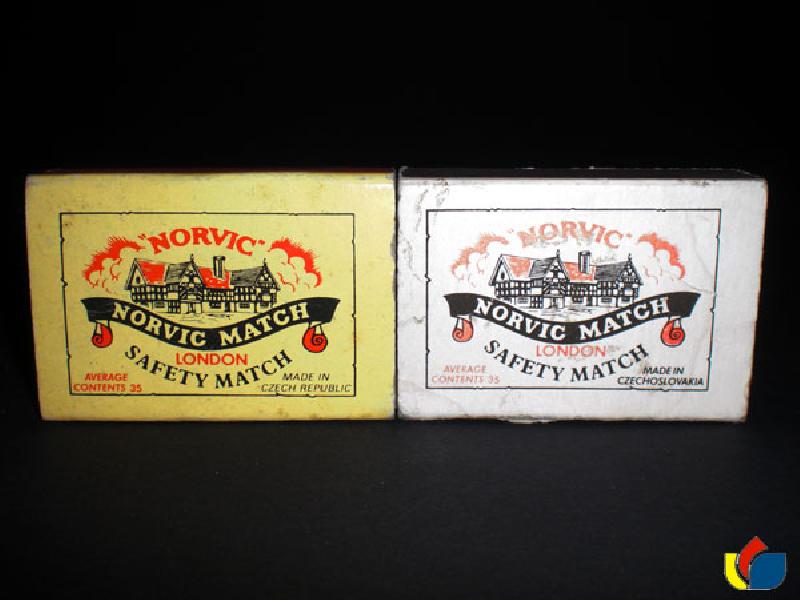 "NORVIC"
NORVIC MATCH
LONDON
SAFETY MATCH
AVERAGE
CONTENTS 35
MADE IN
CZECH REPUBLIC
"NORVIC"
NORVIC MATCH
LONDON
SAFETY MATCH
AVERAGE
CONTENTS 35
MADE IN
CZECHOSLOVAKIA